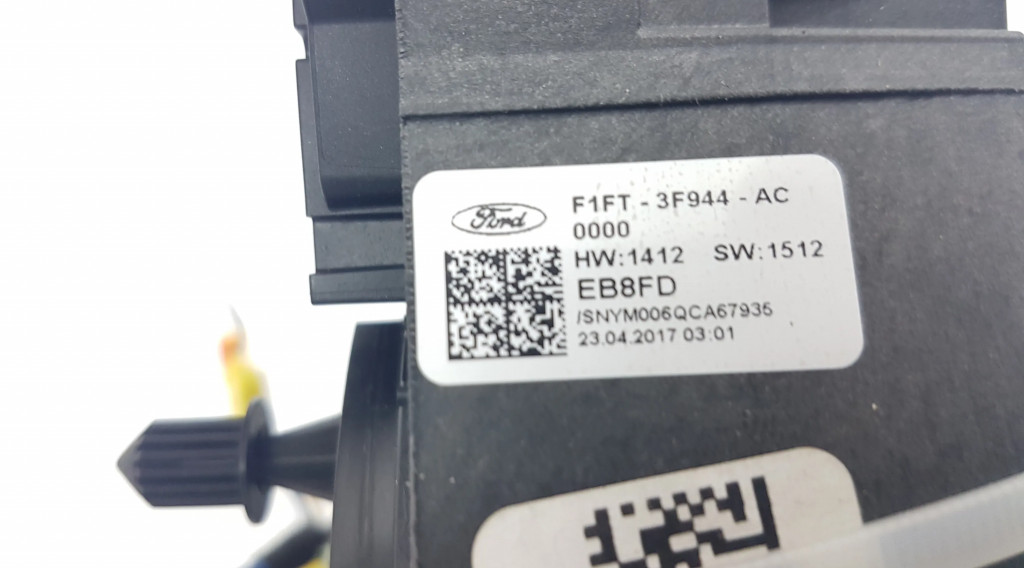 Ford
F1FT - 3F944 - AC
0000
HW:1412 SW:1512
EB8FD
/SNYM006QCA67935
23.04.2017 03:01